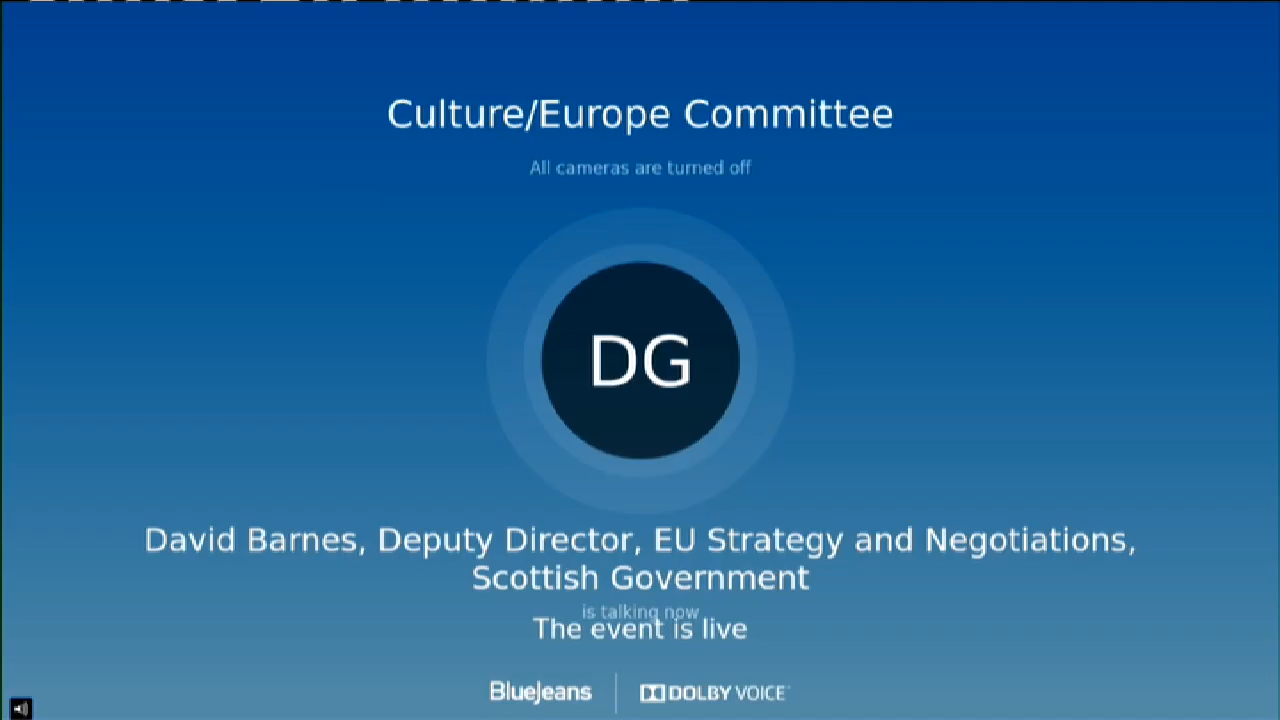 Culture/Europe Committee
All cameras are turned off
DG
David Barnes, Deputy Director, EU Strategy and Negotiations,
Scottish Government
is talking now
The event is live
BlueJeans
DOLBY VOICE